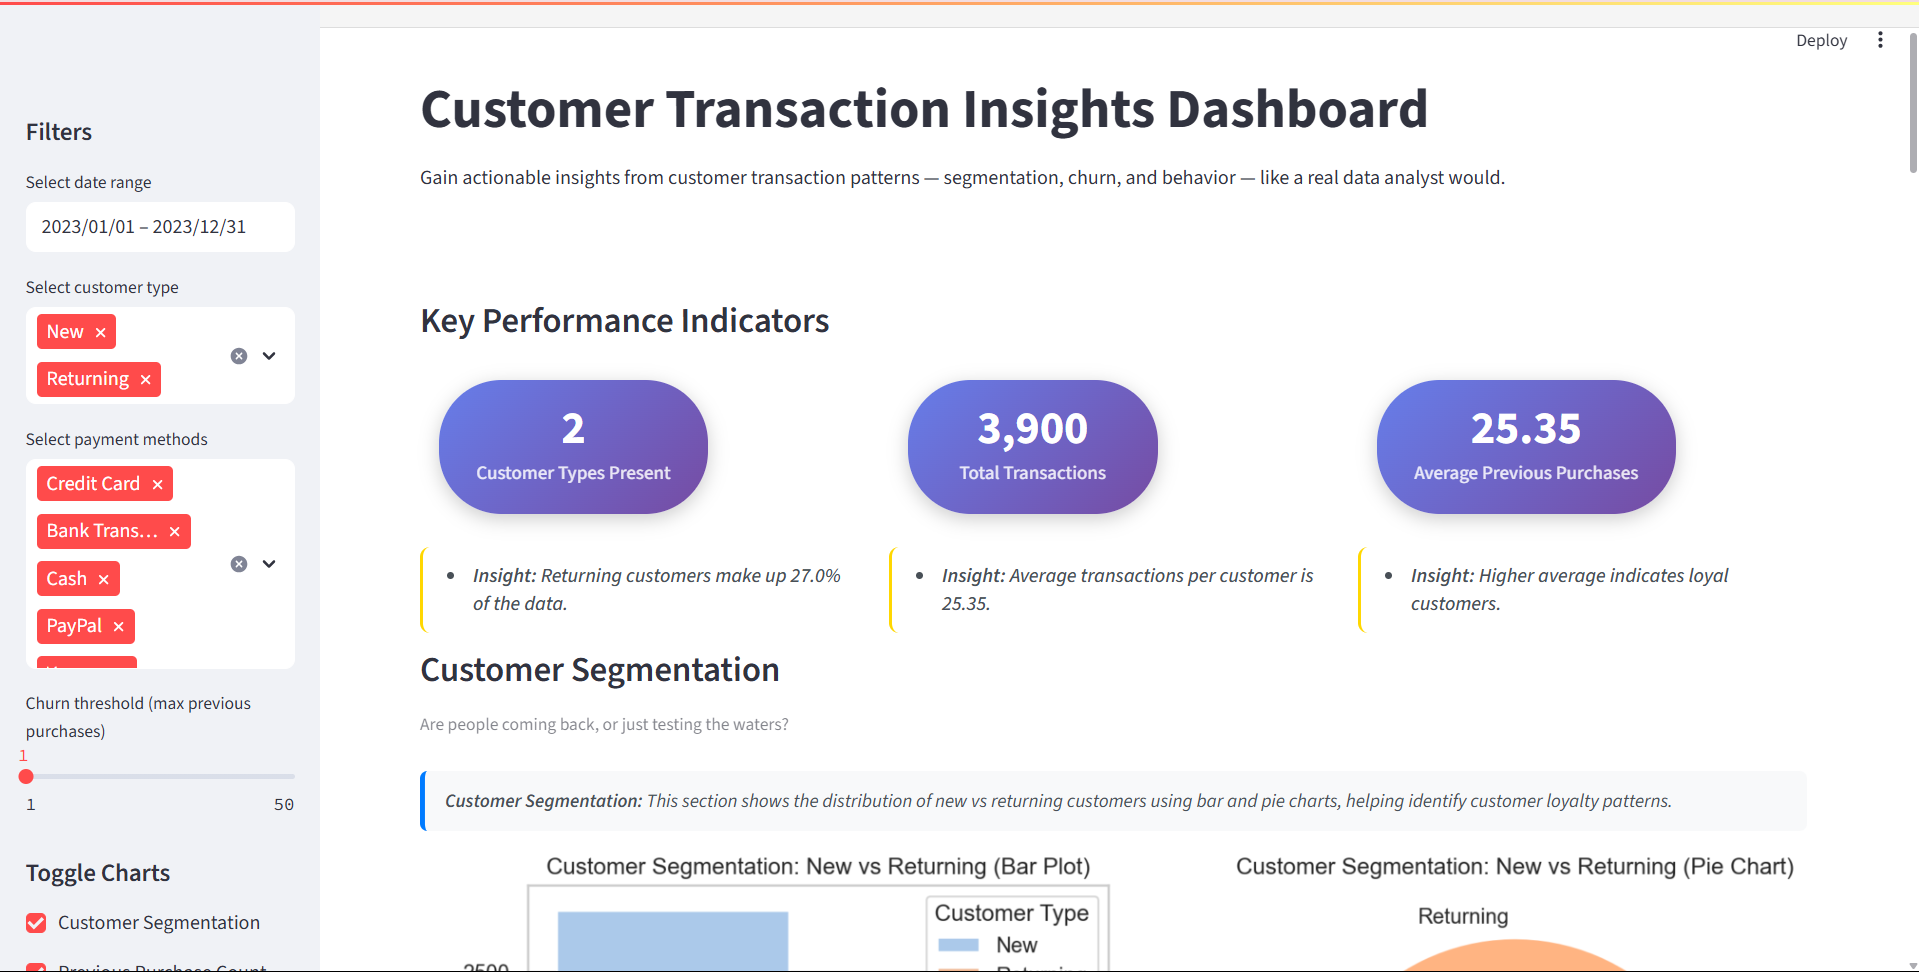 Deploy
Filters
Select date range
2023/01/01 – 2023/12/31
Select customer type
New
Returning
Select payment methods
Credit Card
Bank Trans...
Cash
PayPal
Churn threshold (max previous
purchases)
1
1 50
Toggle Charts
Customer Segmentation
Previous Purchase Count
Customer Transaction Insights Dashboard
Gain actionable insights from customer transaction patterns — segmentation, churn, and behavior — like a real data analyst would.
Key Performance Indicators
2
Customer Types Present
3,900
Total Transactions
25.35
Average Previous Purchases
Insight: Returning customers make up 27.0%
of the data.
Insight: Average transactions per customer is
25.35.
Insight: Higher average indicates loyal
customers.
Customer Segmentation
Are people coming back, or just testing the waters?
Customer Segmentation: This section shows the distribution of new vs returning customers using bar and pie charts, helping identify customer loyalty patterns.
Customer Segmentation: New vs Returning (Bar Plot)
Customer Type
New
Returning
2500
Customer Segmentation: New vs Returning (Pie Chart)
Returning